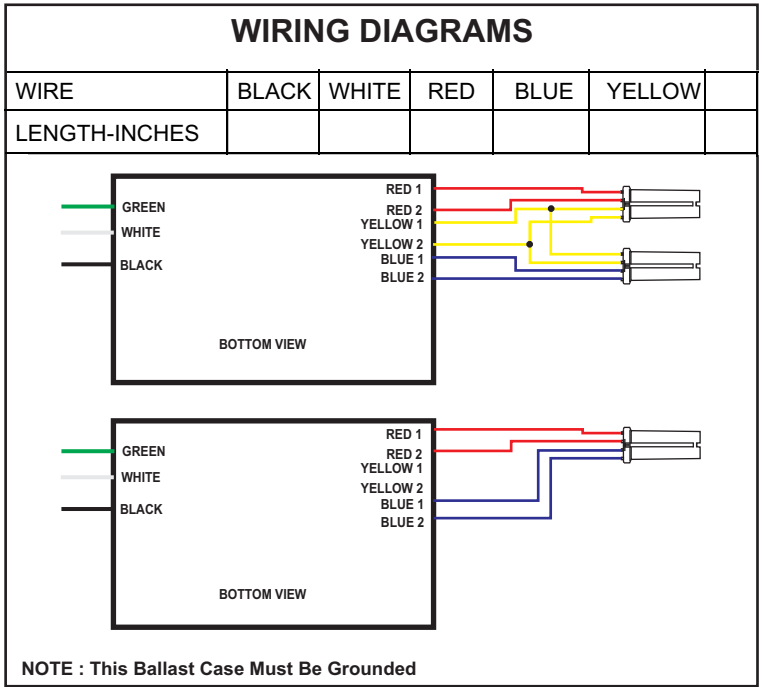 WIRING DIAGRAMS
WIRE BLACK WHITE RED BLUE YELLOW
LENGTH-INCHES
GREEN
WHITE
BLACK
RED 1
RED 2
YELLOW 1
YELLOW 2
BLUE 1
BLUE 2
BOTTOM VIEW
GREEN
WHITE
BLACK
RED 1
RED 2
YELLOW 1
YELLOW 2
BLUE 1
BLUE 2
BOTTOM VIEW
NOTE : This Ballast Case Must Be Grounded